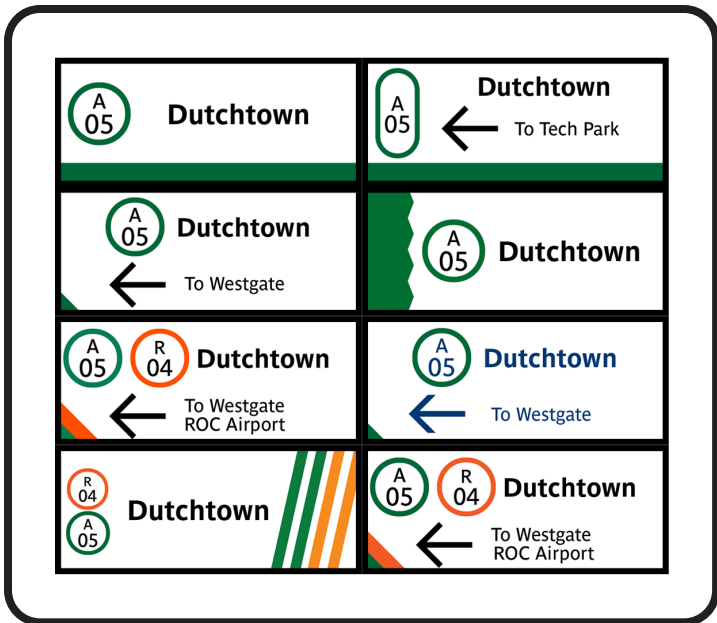 A
05
Dutchtown
A
05
Dutchtown
To Tech Park
A
05
Dutchtown
To Westgate
A
05
Dutchtown
A
05
R
04
Dutchtown
To Westgate
ROC Airport
A
05
Dutchtown
To Westgate
R
04
A
05
Dutchtown
A
05
R
04
Dutchtown
To Westgate
ROC Airport